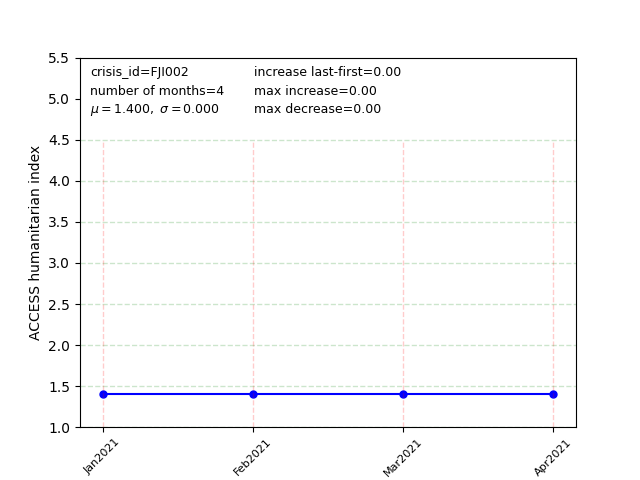 crisis_id=FJI002
number of months=4
μ = 1.400, σ = 0.000
increase last-first=0.00
max increase=0.00
max decrease=0.00
ACCESS humanitarian index
5.5
5.0
4.5
4.0
3.5
3.0
2.5
2.0
1.5
1.0
Jan2021
Feb2021
Mar2021
Apr2021